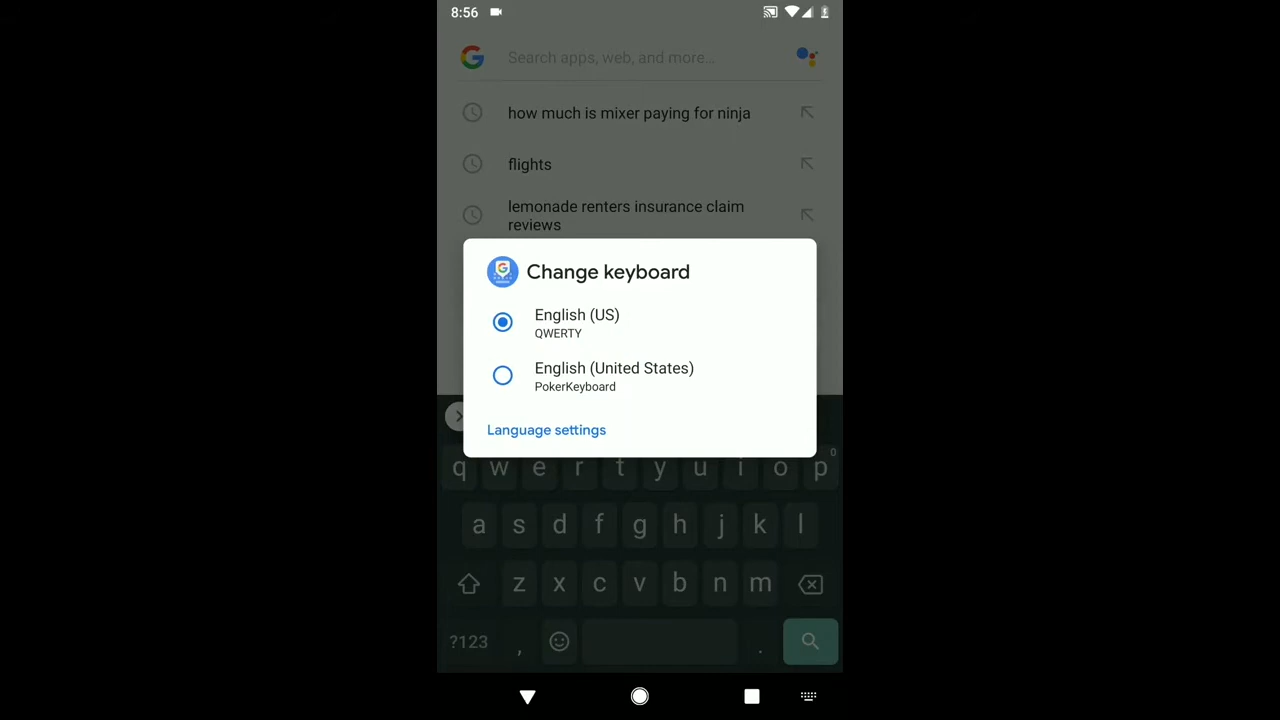 8:56
Search apps, web, and more...
how much is mixer paying for ninja
flights
lemonade renters insurance claim
reviews
Change keyboard
English (US)
QWERTY
English (United States)
PokerKeyboard
Language settings
q w e r t y u i o p 0
a s d f g h j k l
z x c v b n m
?123 , .